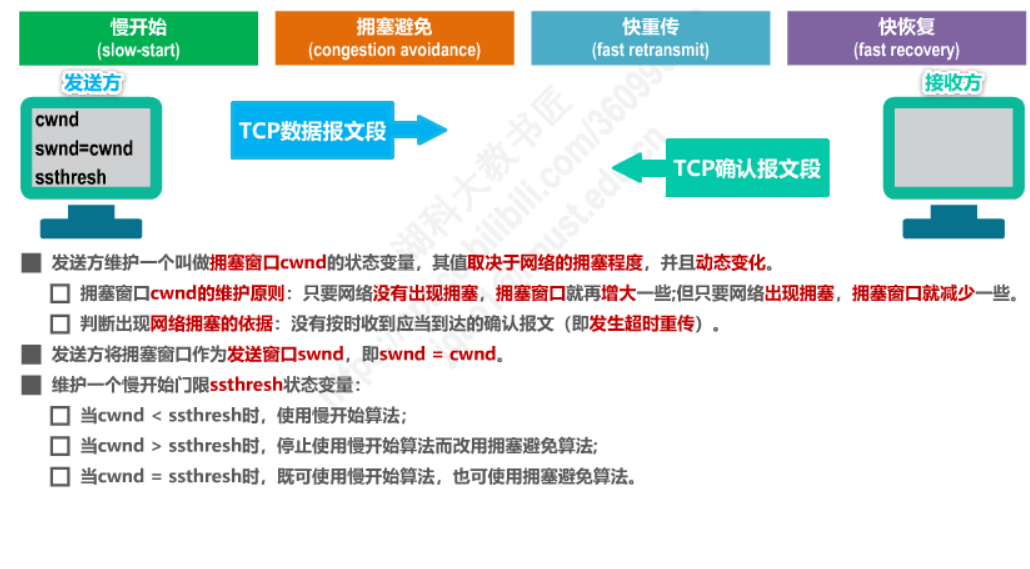 慢开始
(slow-start)
拥塞避免
(congestion avoidance)
快重传
(fast retransmit)
快恢复
(fast recovery)
发送方
接收方
cwnd
swnd=cwnd
ssthresh
TCP数据报文段
TCP确认报文段
发送方维护一个叫做拥塞窗口cwnd的状态变量，其值取决于网络的拥塞程度，并且动态变化。
拥塞窗口cwnd的维护原则：只要网络没有出现拥塞，拥塞窗口就再增大一些;但只要网络出现拥塞，拥塞窗口就减少一些。
判断出现网络拥塞的依据：没有按时收到应当到达的确认报文（即发生超时重传）。
发送方将拥塞窗口作为发送窗口swnd，即swnd = cwnd。
维护一个慢开始门限ssthresh状态变量：
当cwnd < ssthresh时，使用慢开始算法;
当cwnd > ssthresh时，停止使用慢开始算法而改用拥塞避免算法;
当cwnd = ssthresh时，既可使用慢开始算法，也可使用拥塞避免算法。